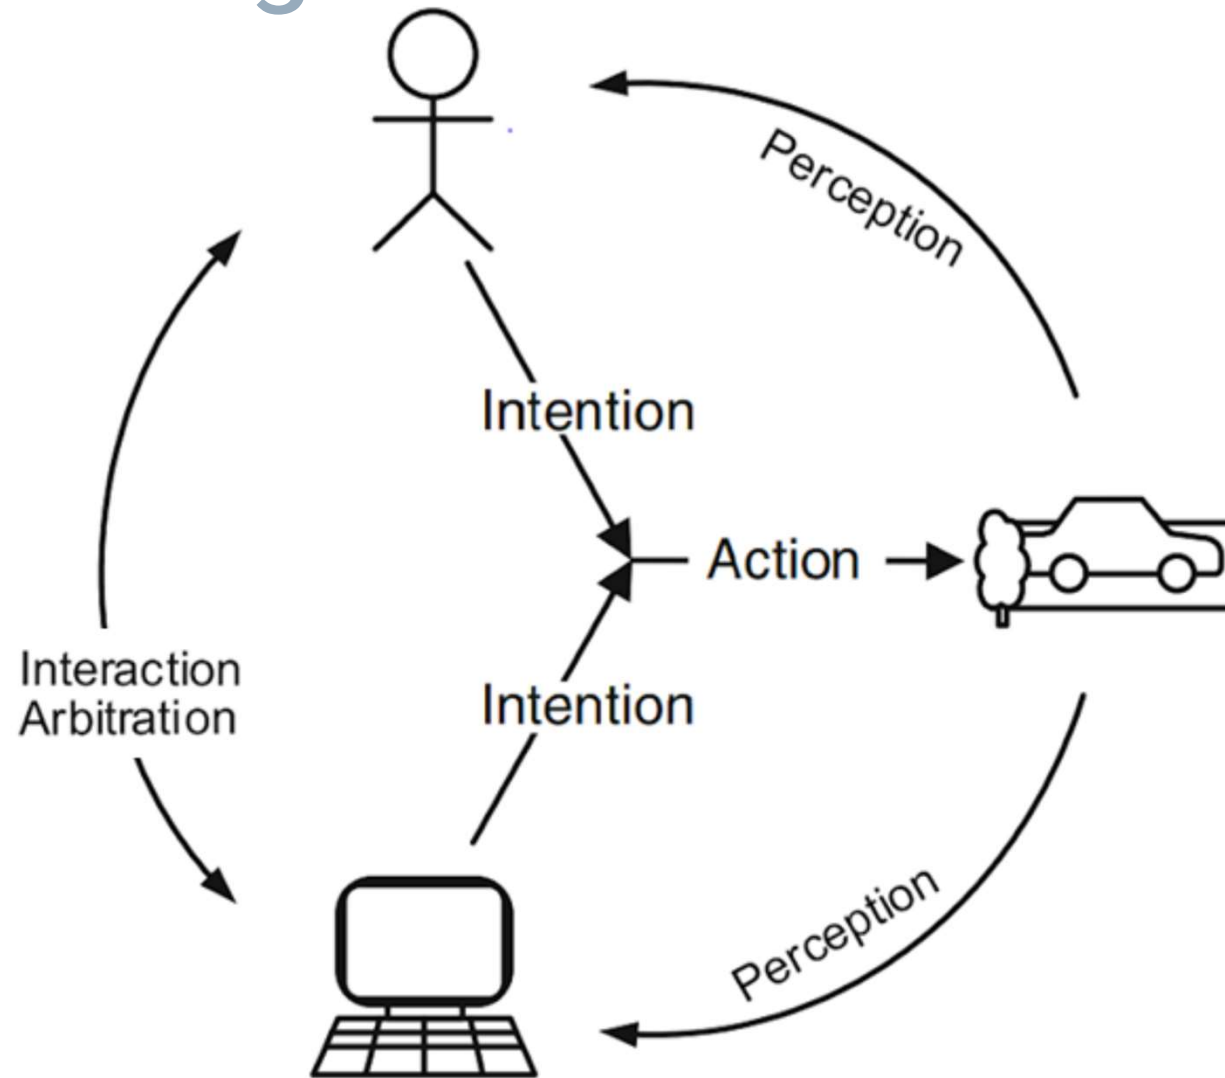 Perception
Intention
Action
Interaction
Arbitration
Intention
Perception